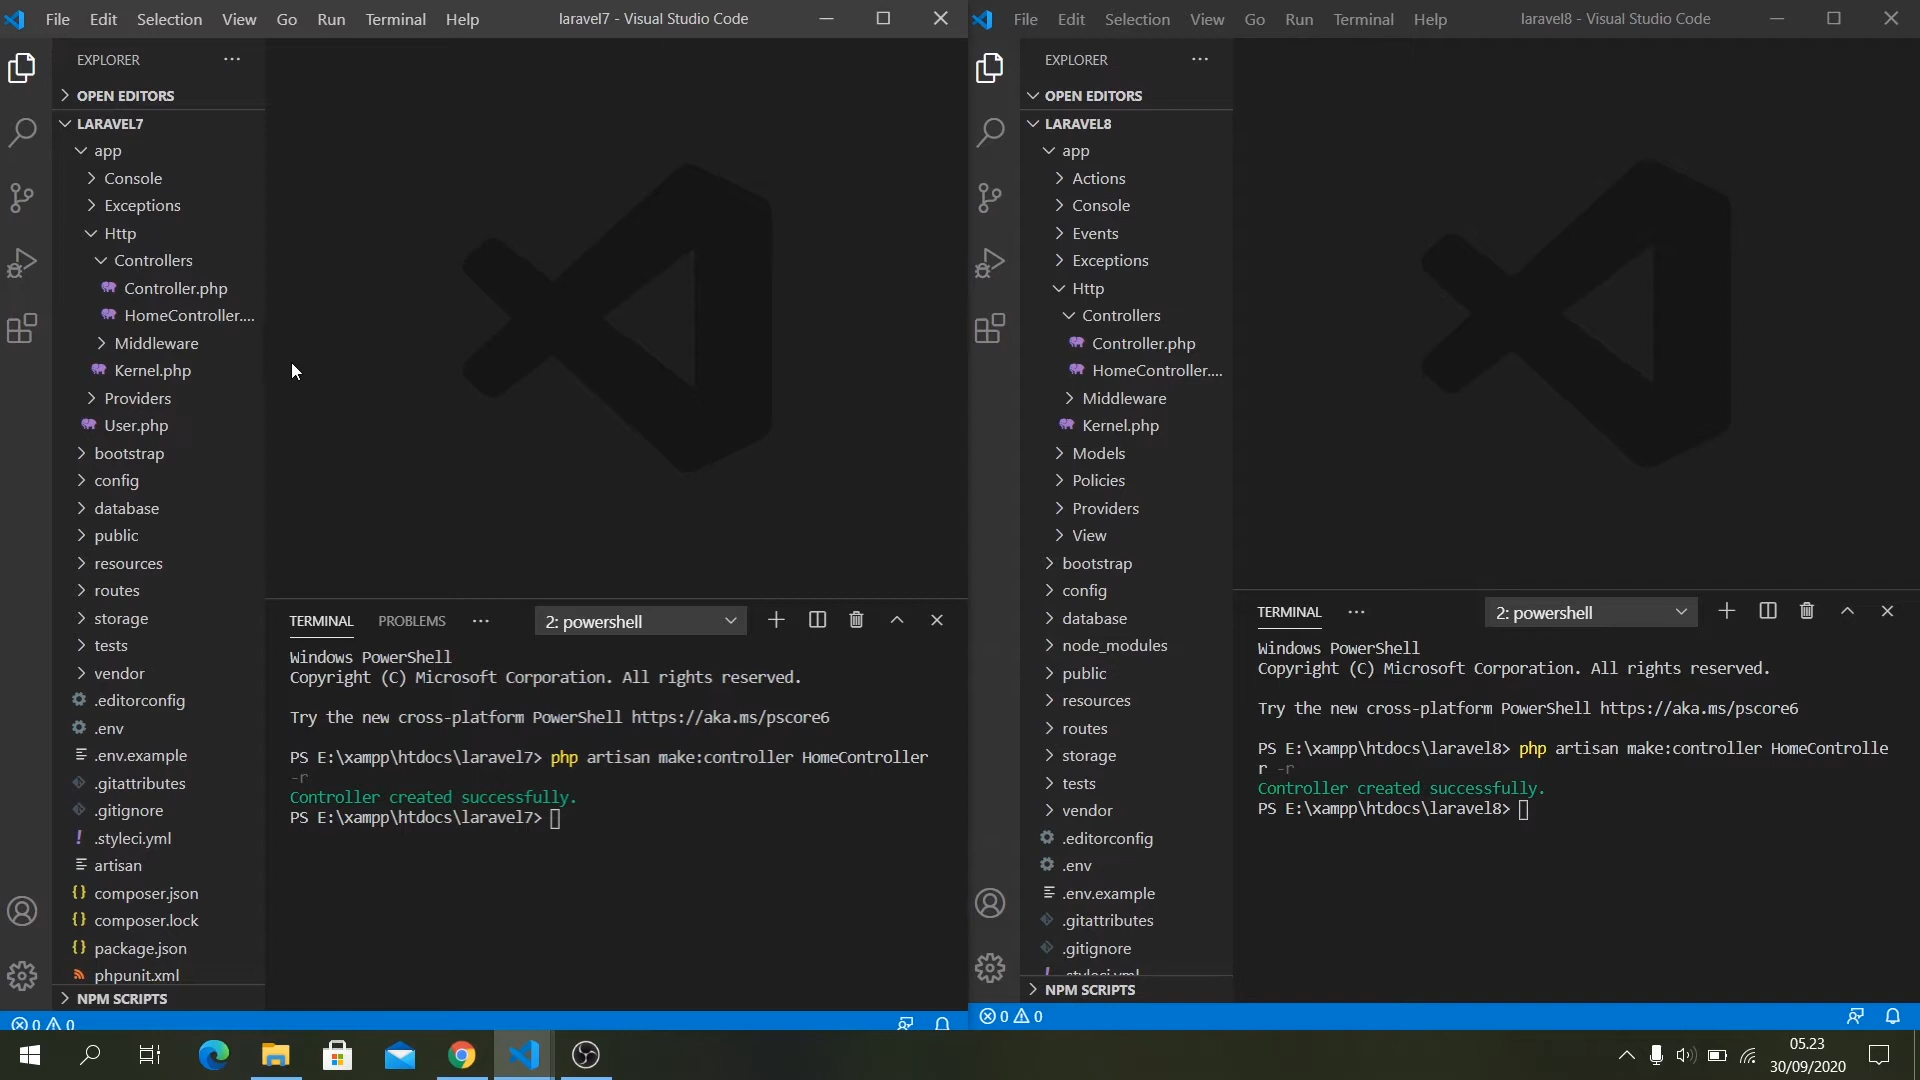 File Edit Selection View Go Run Terminal Help laravel7 - Visual Studio Code
EXPLORER
OPEN EDITORS
LARAVEL7
app
Console
Exceptions
Http
Controllers
Controller.php
HomeController....
Middleware
Kernel.php
Providers
User.php
bootstrap
config
database
public
resources
routes
storage
tests
vendor
.editorconfig
.env
.env.example
.gitattributes
.gitignore
.styleci.yml
artisan
composer.json
composer.lock
package.json
phpunit.xml
NPM SCRIPTS
TERMINAL PROBLEMS 2: powershell
Windows PowerShell
Copyright (C) Microsoft Corporation. All rights reserved.
Try the new cross-platform PowerShell https://aka.ms/pscore6
PS E:\xampp\htdocs\laravel7> php artisan make:controller HomeController
-r
Controller created successfully.
PS E:\xampp\htdocs\laravel7>
0 0
File Edit Selection View Go Run Terminal Help laravel8 - Visual Studio Code
EXPLORER
OPEN EDITORS
LARAVEL8
app
Actions
Console
Events
Exceptions
Http
Controllers
Controller.php
HomeController....
Middleware
Kernel.php
Models
Policies
Providers
View
bootstrap
config
database
node_modules
public
resources
routes
storage
tests
vendor
.editorconfig
.env
.env.example
.gitattributes
.gitignore
.styleci.yml
NPM SCRIPTS
TERMINAL 2: powershell
Windows PowerShell
Copyright (C) Microsoft Corporation. All rights reserved.
Try the new cross-platform PowerShell https://aka.ms/pscore6
PS E:\xampp\htdocs\laravel8> php artisan make:controller HomeControlle
r -r
Controller created successfully.
PS E:\xampp\htdocs\laravel8>
0 0
05.23
30/09/2020